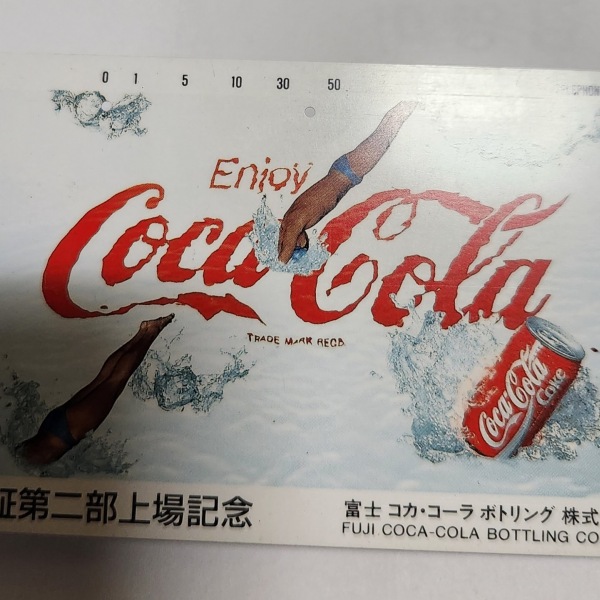 0 1 5 10 30 50
Enjoy
Coca-Cola
TRADE MARK REGD.
Coca-Cola
Coke
証第二部上場記念
富士 コカ・コーラ ボトリング 株式
FUJI COCA-COLA BOTTLING CO